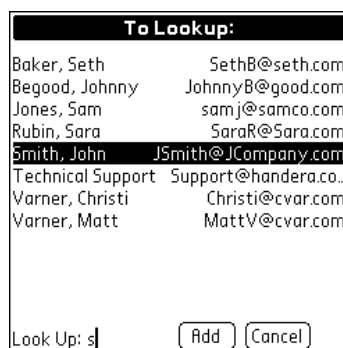 To Lookup:
Baker, Seth SethB@seth.com
Begood, Johnny JohnnyB@good.com
Jones, Sam samj@samco.com
Rubin, Sara SaraR@Sara.com
Smith, John JSmith@JCompany.com
Technical Support Support@handera.co..
Varner, Christi Christi@cvar.com
Varner, Matt MattV@cvar.com
Look Up: s Add Cancel